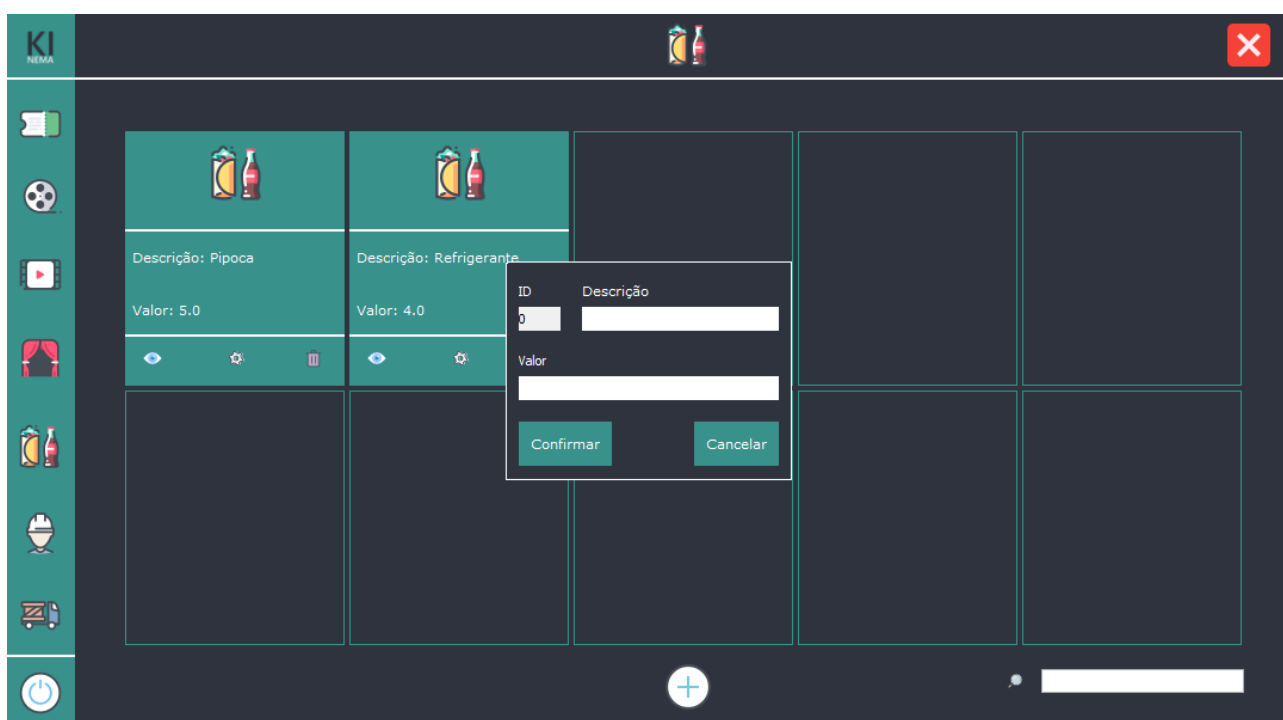 KI
NEMA
Descrição: Pipoca
Valor: 5.0
Descrição: Refrigerante
Valor: 4.0
ID
Descrição
0
Valor
Confirmar
Cancelar